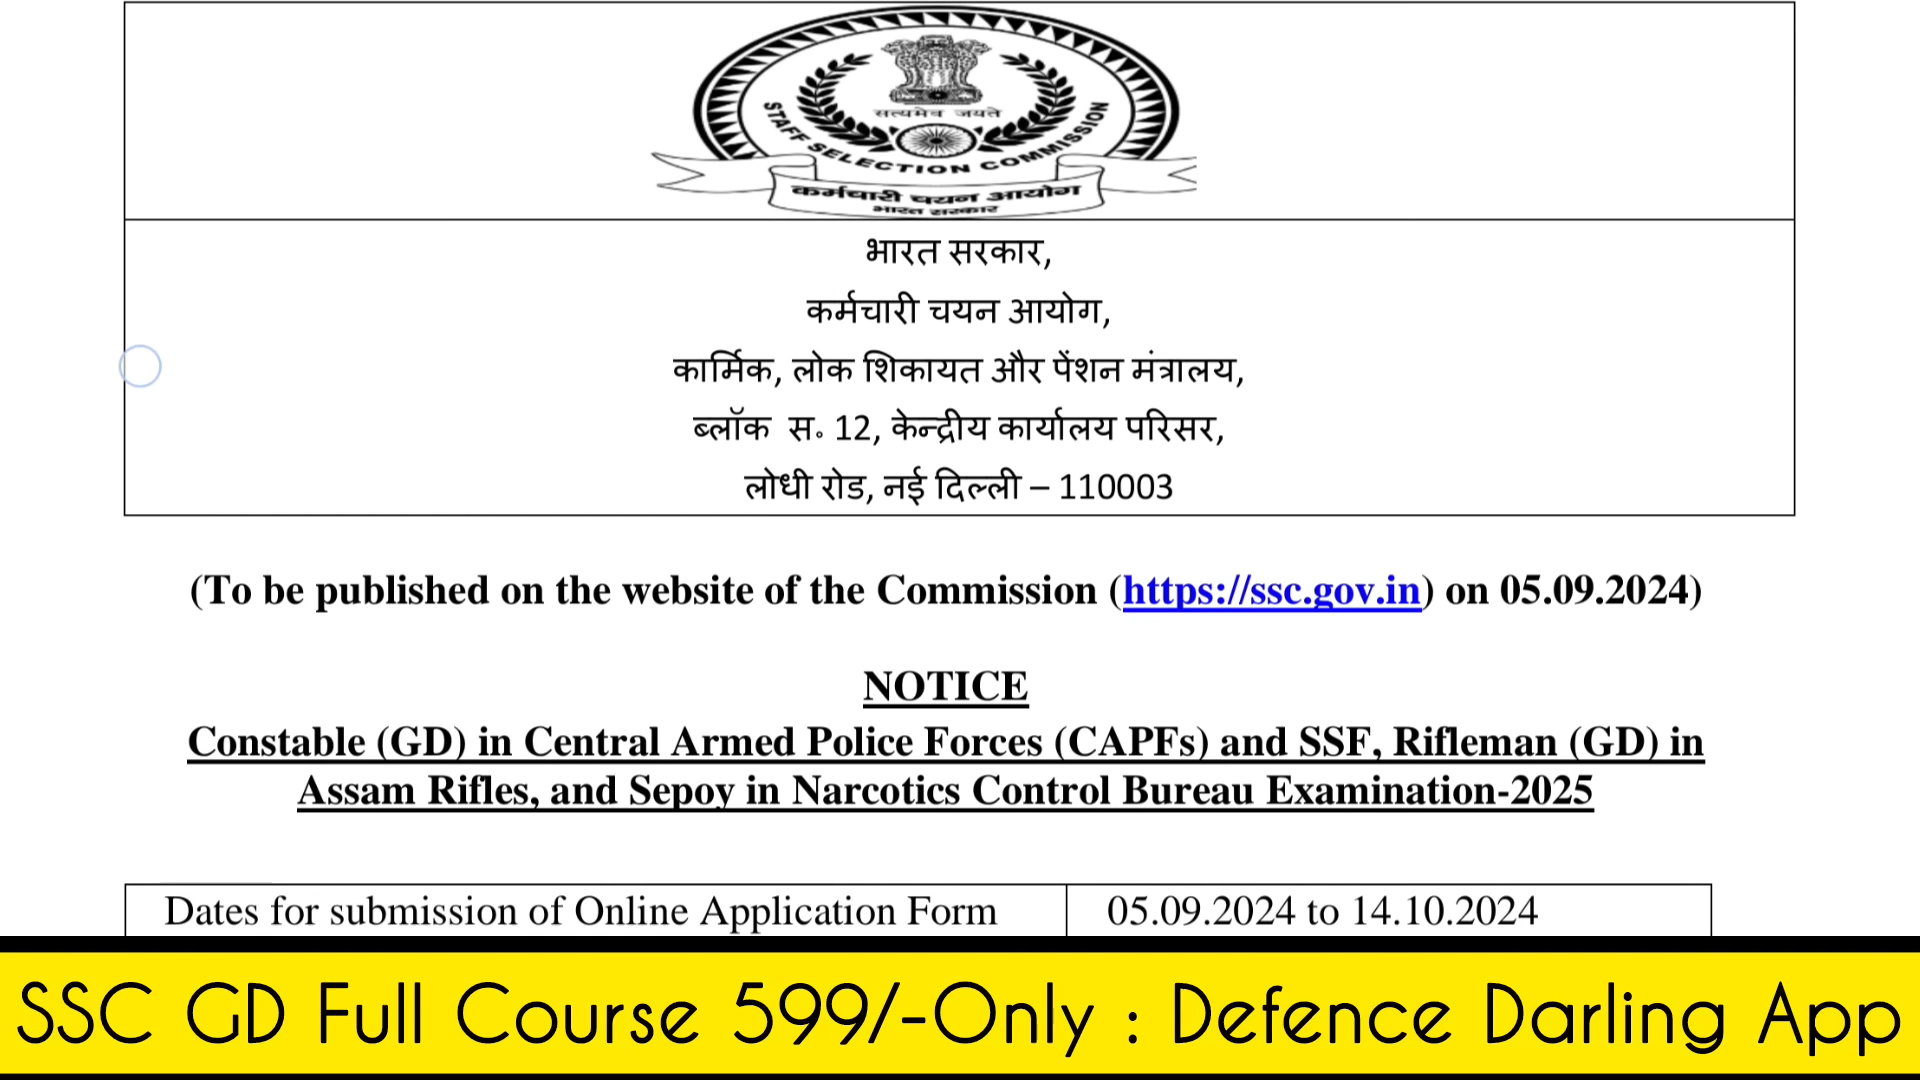 सत्यमेव जयते
STAFF SELECTION COMMISSION
कर्मचारी चयन आयोग
भारत सरकार
भारत सरकार,
कर्मचारी चयन आयोग,
कार्मिक, लोक शिकायत और पेंशन मंत्रालय,
ब्लॉक स॰ 12, केन्द्रीय कार्यालय परिसर,
लोधी रोड, नई दिल्ली – 110003
(To be published on the website of the Commission (https://ssc.gov.in) on 05.09.2024)
NOTICE
Constable (GD) in Central Armed Police Forces (CAPFs) and SSF, Rifleman (GD) in
Assam Rifles, and Sepoy in Narcotics Control Bureau Examination-2025
Dates for submission of Online Application Form 05.09.2024 to 14.10.2024
SSC GD Full Course 599/-Only : Defence Darling App